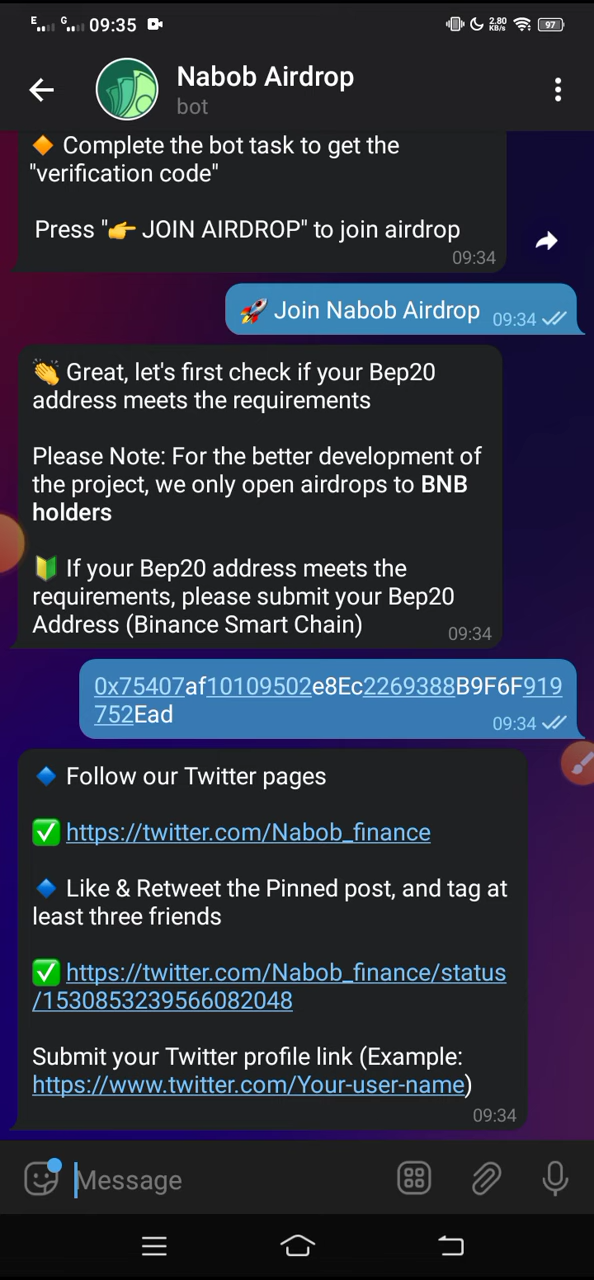 E G 09:35 2.80 KB/s 97
Nabob Airdrop
bot
🔶 Complete the bot task to get the
"verification code"
Press "👉 JOIN AIRDROP" to join airdrop
09:34
🚀 Join Nabob Airdrop 09:34
👏 Great, let's first check if your Bep20
address meets the requirements
Please Note: For the better development of
the project, we only open airdrops to BNB
holders
🔰 If your Bep20 address meets the
requirements, please submit your Bep20
Address (Binance Smart Chain) 09:34
0x75407af10109502e8Ec2269388B9F6F919
752Ead 09:34
🔹 Follow our Twitter pages
✅ https://twitter.com/Nabob_finance
🔹 Like & Retweet the Pinned post, and tag at
least three friends
✅ https://twitter.com/Nabob_finance/status
/1530853239566082048
Submit your Twitter profile link (Example:
https://www.twitter.com/Your-user-name)
09:34
Message